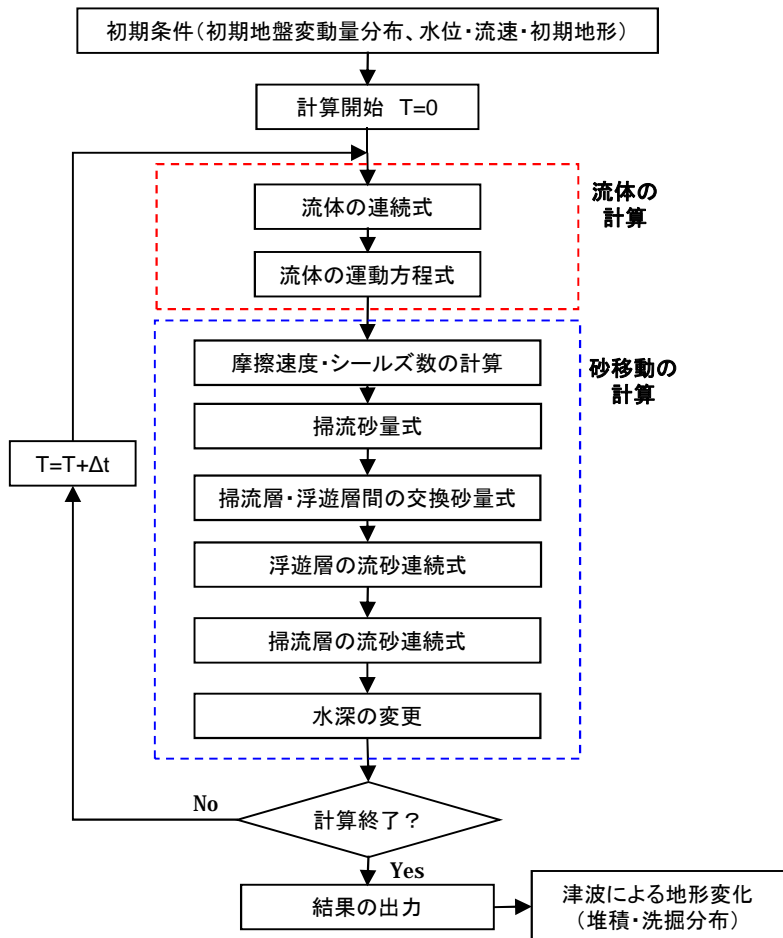 初期条件（初期地盤変動量分布、水位・流速・初期地形）
計算開始 T=0
流体の連続式
流体の運動方程式
流体の
計算
摩擦速度・シールズ数の計算
掃流砂量式
掃流層・浮遊層間の交換砂量式
浮遊層の流砂連続式
掃流層の流砂連続式
水深の変更
砂移動の
計算
T=T+Δt
計算終了？
No
Yes
結果の出力
津波による地形変化
（堆積・洗掘分布）